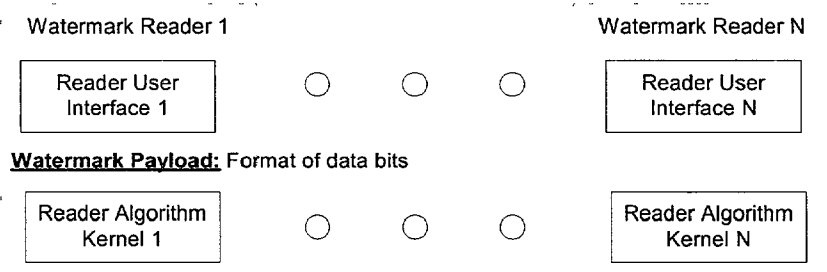 Watermark Reader 1
Watermark Reader N
Reader User
Interface 1
Reader User
Interface N
Watermark Payload: Format of data bits
Reader Algorithm
Kernel 1
Reader Algorithm
Kernel N